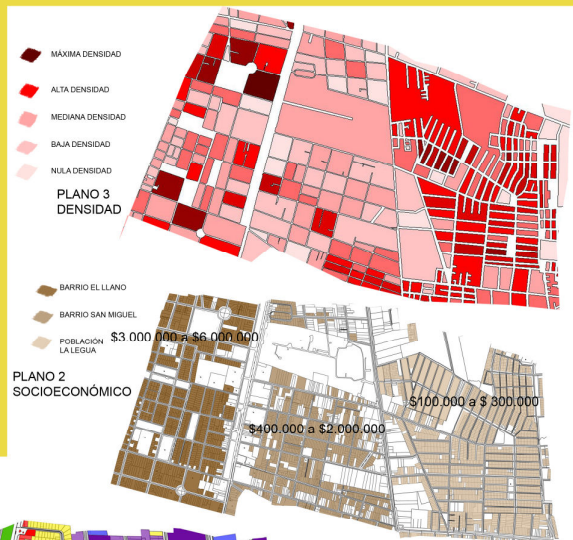 MÁXIMA DENSIDAD
ALTA DENSIDAD
MEDIANA DENSIDAD
BAJA DENSIDAD
NULA DENSIDAD
PLANO 3
DENSIDAD
BARRIO EL LLANO
BARRIO SAN MIGUEL
POBLACIÓN
LA LEGUA
PLANO 2
SOCIOECONÓMICO
$3.000.000 a $6.000.000
$400.000 a $2.000.000
$100.000 a $ 300.000